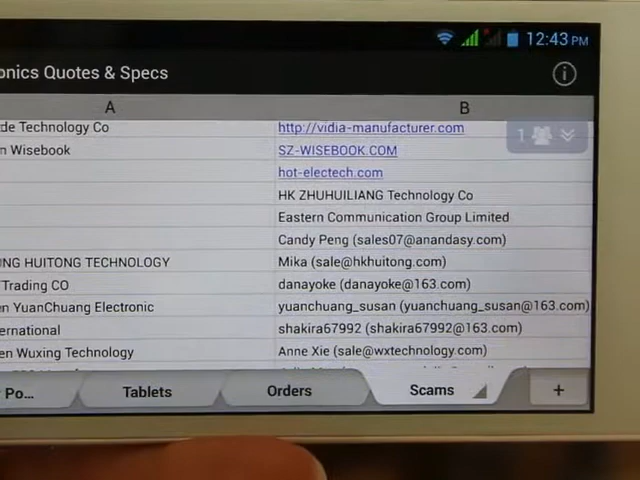 12:43 PM
onics Quotes & Specs
A B
de Technology Co http://vidia-manufacturer.com
1
n Wisebook SZ-WISEBOOK.COM
hot-electech.com
HK ZHUHUILIANG Technology Co
Eastern Communication Group Limited
Candy Peng (sales07@anandasy.com)
NG HUITONG TECHNOLOGY Mika (sale@hkhuitong.com)
Trading CO danayoke (danayoke@163.com)
en YuanChuang Electronic yuanchuang_susan (yuanchuang_susan@163.com)
ernational shakira67992 (shakira67992@163.com)
en Wuxing Technology Anne Xie (sale@wxtechnology.com)
Po... Tablets Orders Scams +